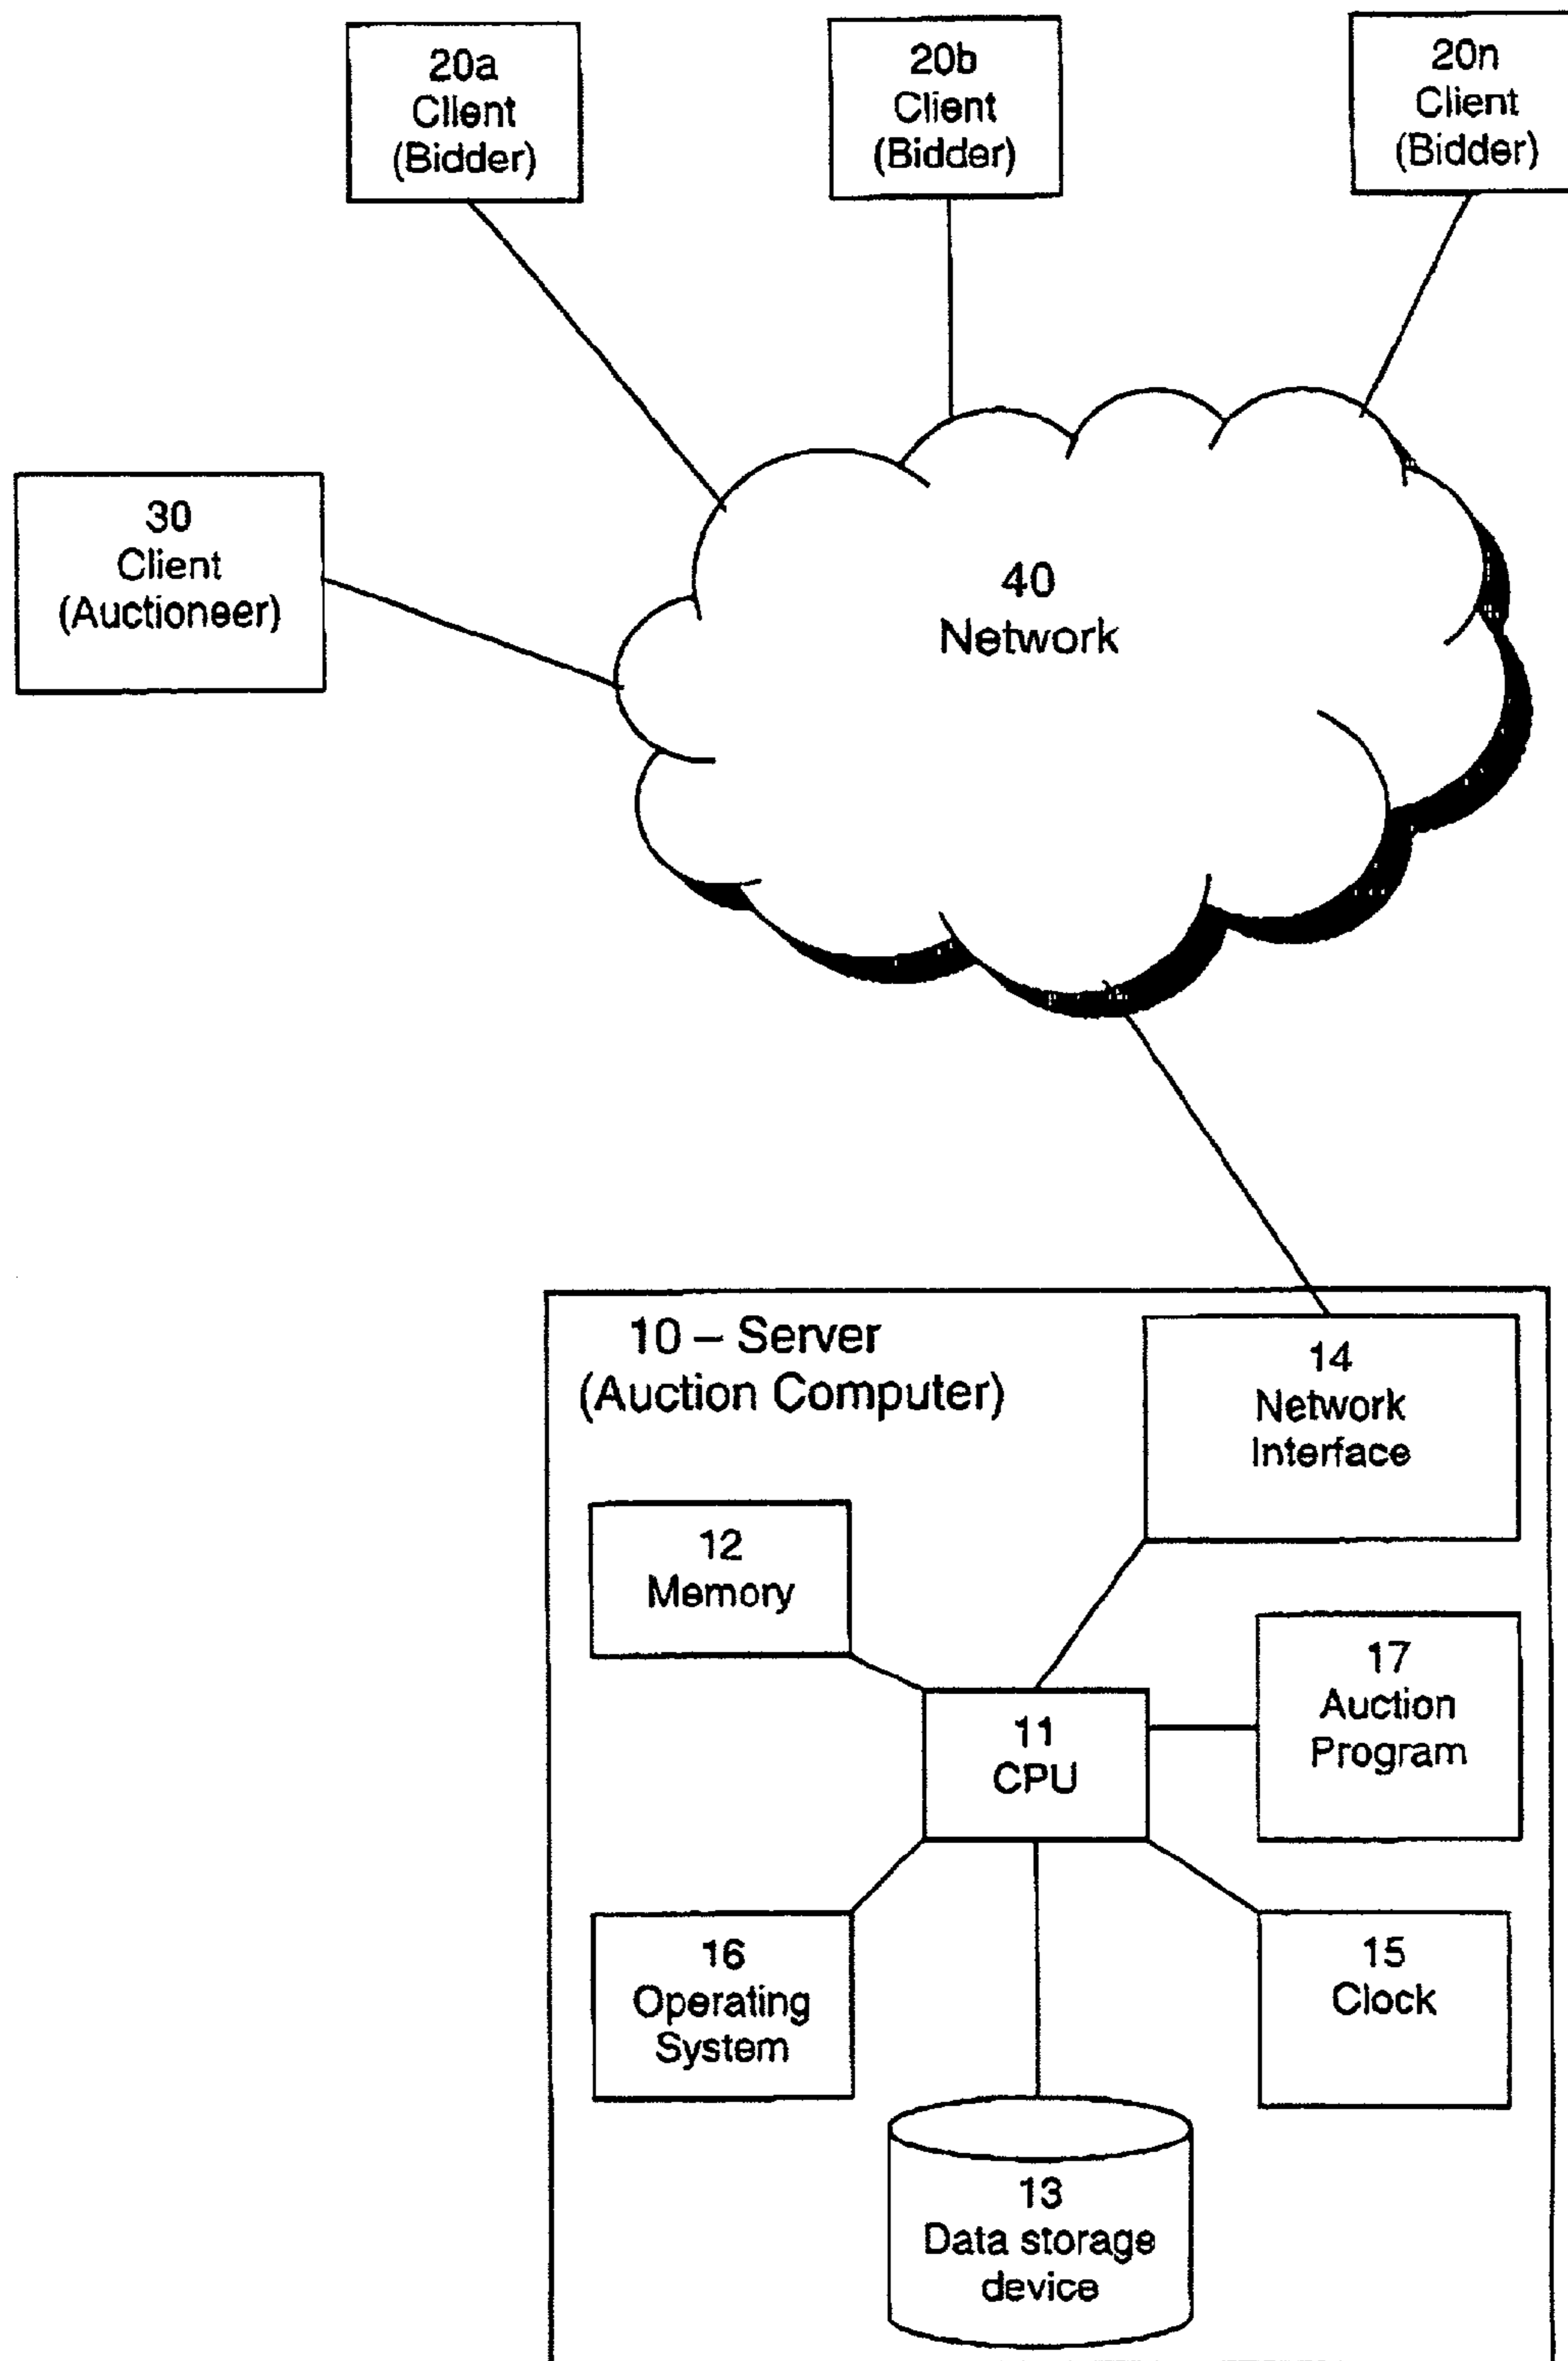 20a
Client
(Bidder)
20b
Client
(Bidder)
20n
Client
(Bidder)
30
Client
(Auctioneer)
40
Network
10 – Server
(Auction Computer)
14
Network
Interface
12
Memory
17
Auction
Program
11
CPU
16
Operating
System
15
Clock
13
Data storage
device